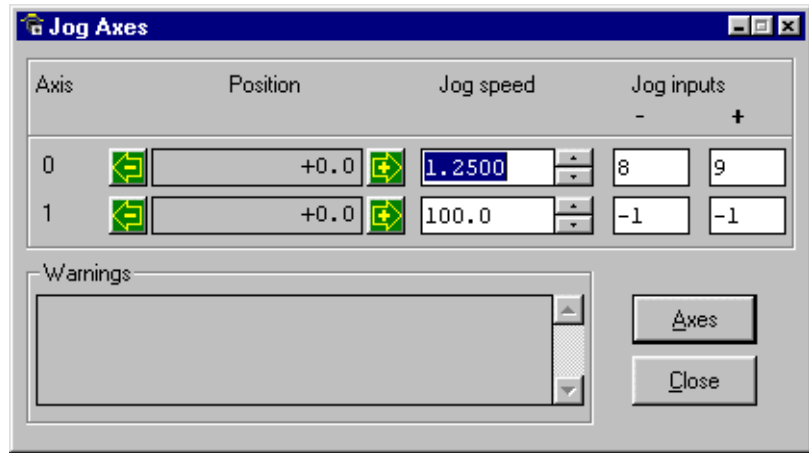 Jog Axes
Axis Position Jog speed Jog inputs
- +
0 +0.0 1.2500 8 9
1 +0.0 100.0 -1 -1
Warnings
Axes
Close